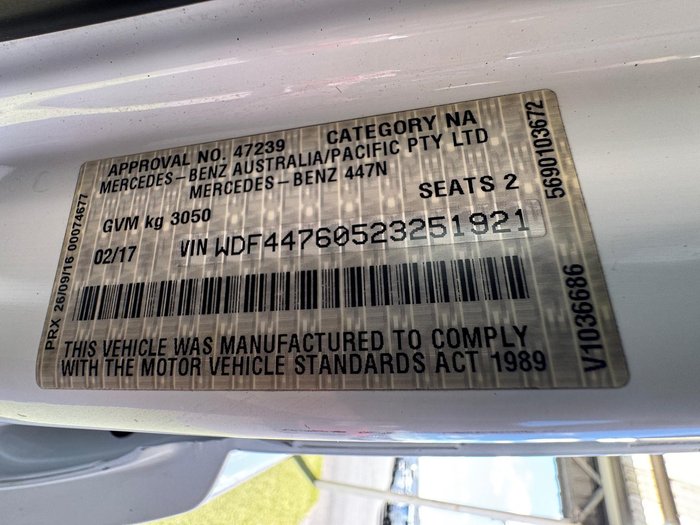 APPROVAL NO. 47239 CATEGORY NA
MERCEDES-BENZ AUSTRALIA/PACIFIC PTY LTD
MERCEDES-BENZ 447N
GVM kg 3050 SEATS 2
02/17 VIN WDF44760523251921
THIS VEHICLE WAS MANUFACTURED TO COMPLY
WITH THE MOTOR VEHICLE STANDARDS ACT 1989
PRX 26/09/16 00074677
5690103672
V1036686